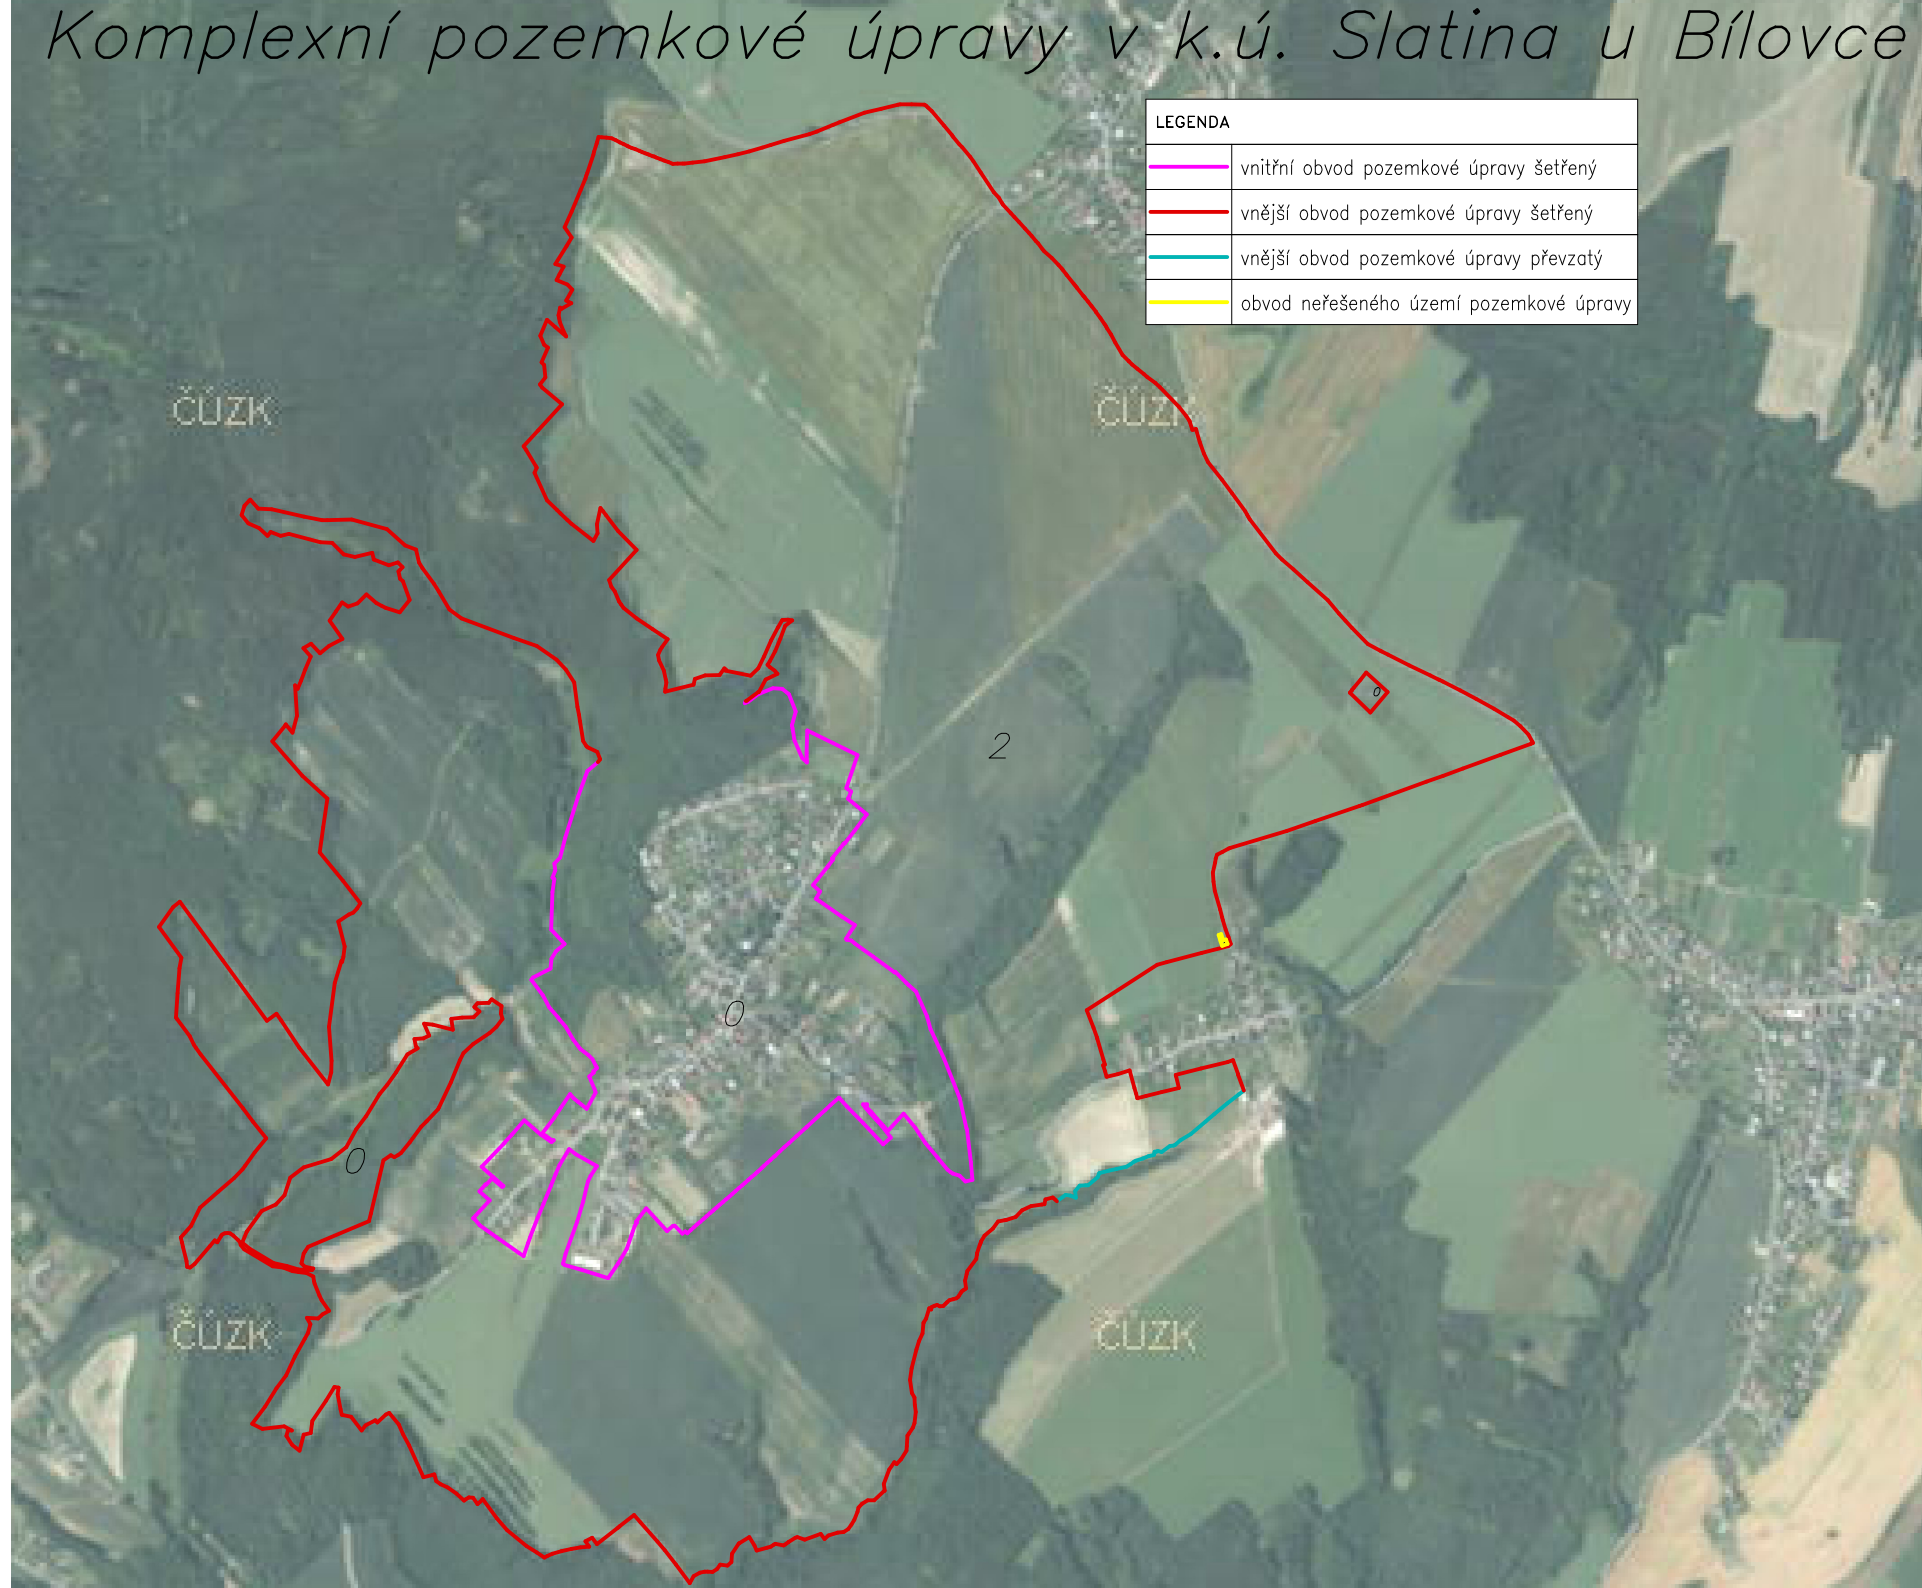 Komplexní pozemkové úpravy v k.ú. Slatina u Bílovce
LEGENDA
vnitřní obvod pozemkové úpravy šetřený
vnější obvod pozemkové úpravy šetřený
vnější obvod pozemkové úpravy převzatý
obvod neřešeného území pozemkové úpravy
ČÚZK
ČÚZK
0
2
0
0
ČÚZK
ČÚZK